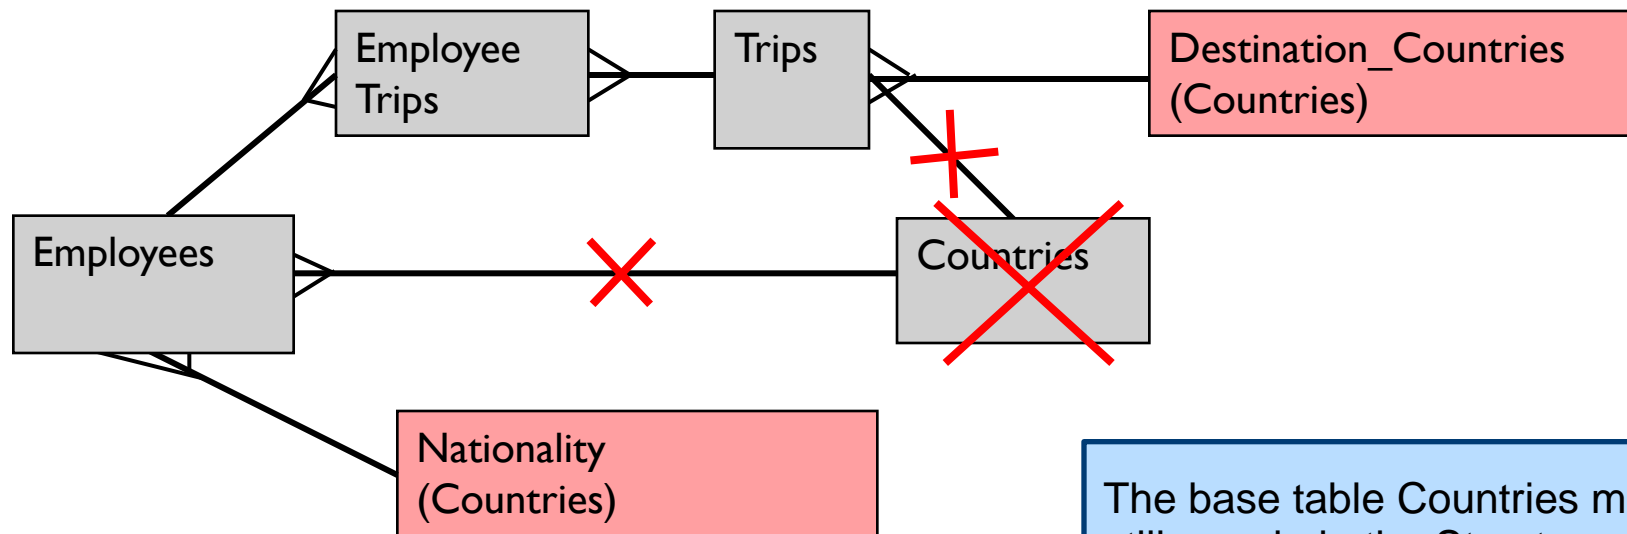 Employee
Trips
Trips
Destination_Countries
(Countries)
Employees
Countries
Nationality
(Countries)
The base table Countries